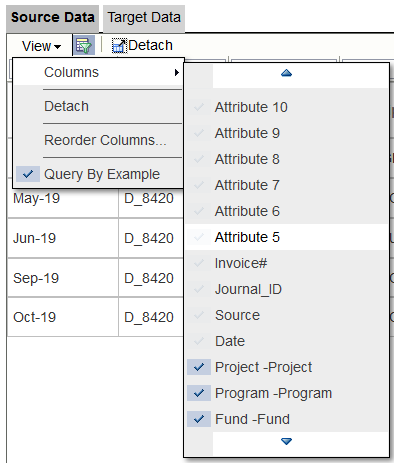 Source Data Target Data
View Detach
Columns
Detach
Reorder Columns...
Query By Example
Attribute 10
Attribute 9
Attribute 8
Attribute 7
Attribute 6
Attribute 5
Invoice#
Journal_ID
Source
Date
Project -Project
Program -Program
Fund -Fund
May-19 D_8420
Jun-19 D_8420
Sep-19 D_8420
Oct-19 D_8420